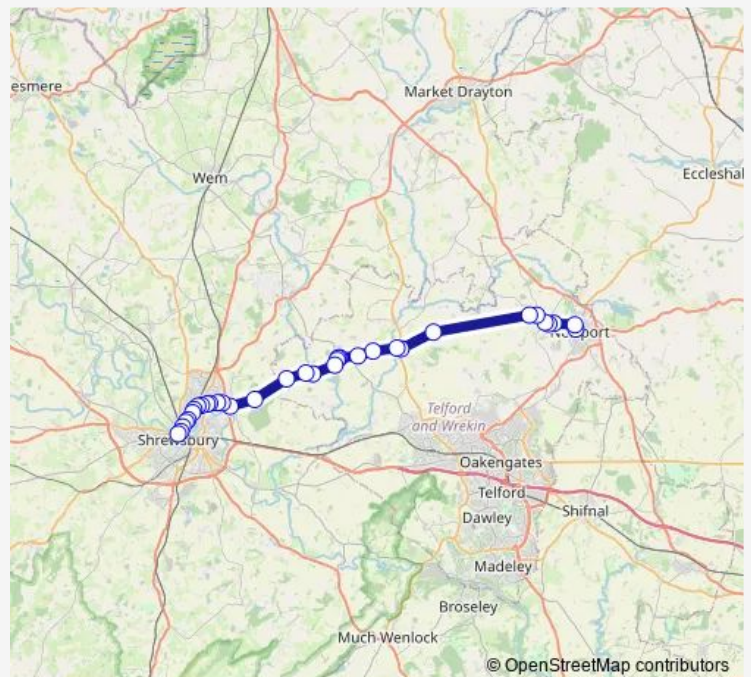 esmere
Market Drayton
Wem
Eccleshal
Newport
Shrewsbury
Telford
and Wrekin
Oakengates
Telford
Shifnal
Dawley
Madeley
Broseley
Much Wenlock
© OpenStreetMap contributors